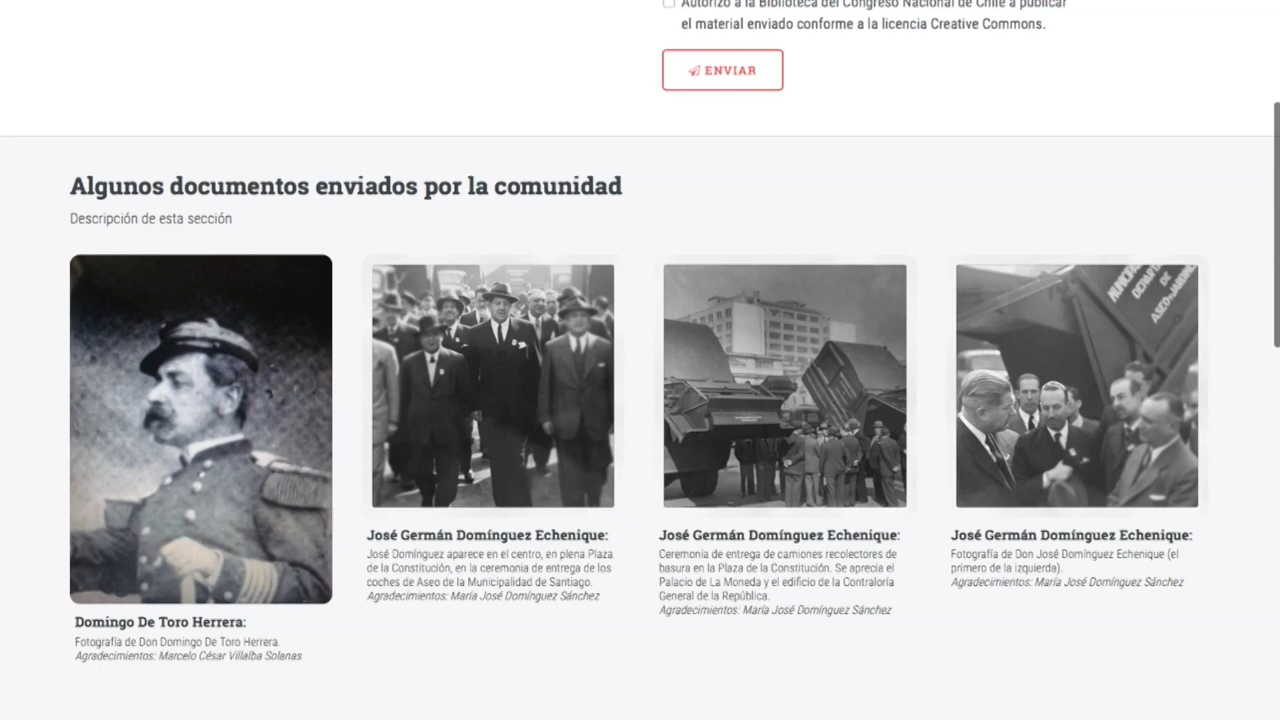 Autorizo a la Biblioteca del Congreso Nacional de Chile a publicar
el material enviado conforme a la licencia Creative Commons.
ENVIAR
Algunos documentos enviados por la comunidad
Descripción de esta sección
Domingo De Toro Herrera:
Fotografía de Don Domingo De Toro Herrera.
Agradecimientos: Marcelo César Villalba Solanas
José Germán Domínguez Echenique:
José Domínguez aparece en el centro, en plena Plaza
de la Constitución, en la ceremonia de entrega de los
coches de Aseo de la Municipalidad de Santiago.
Agradecimientos: María José Domínguez Sánchez
José Germán Domínguez Echenique:
Ceremonia de entrega de camiones recolectores de
basura en la Plaza de la Constitución. Se aprecia el
Palacio de La Moneda y el edificio de la Contraloría
General de la República.
Agradecimientos: María José Domínguez Sánchez
DE
José Germán Domínguez Echenique:
Fotografía de Don José Domínguez Echenique (el
primero de la izquierda).
Agradecimientos: María José Domínguez Sánchez